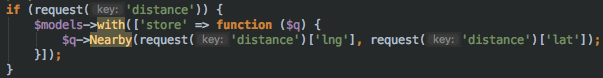 if (request( key: 'distance')) {
$models->with(['store' => function ($q) {
$q->Nearby(request( key: 'distance')['lng'], request( key: 'distance')['lat']);
}]);
}